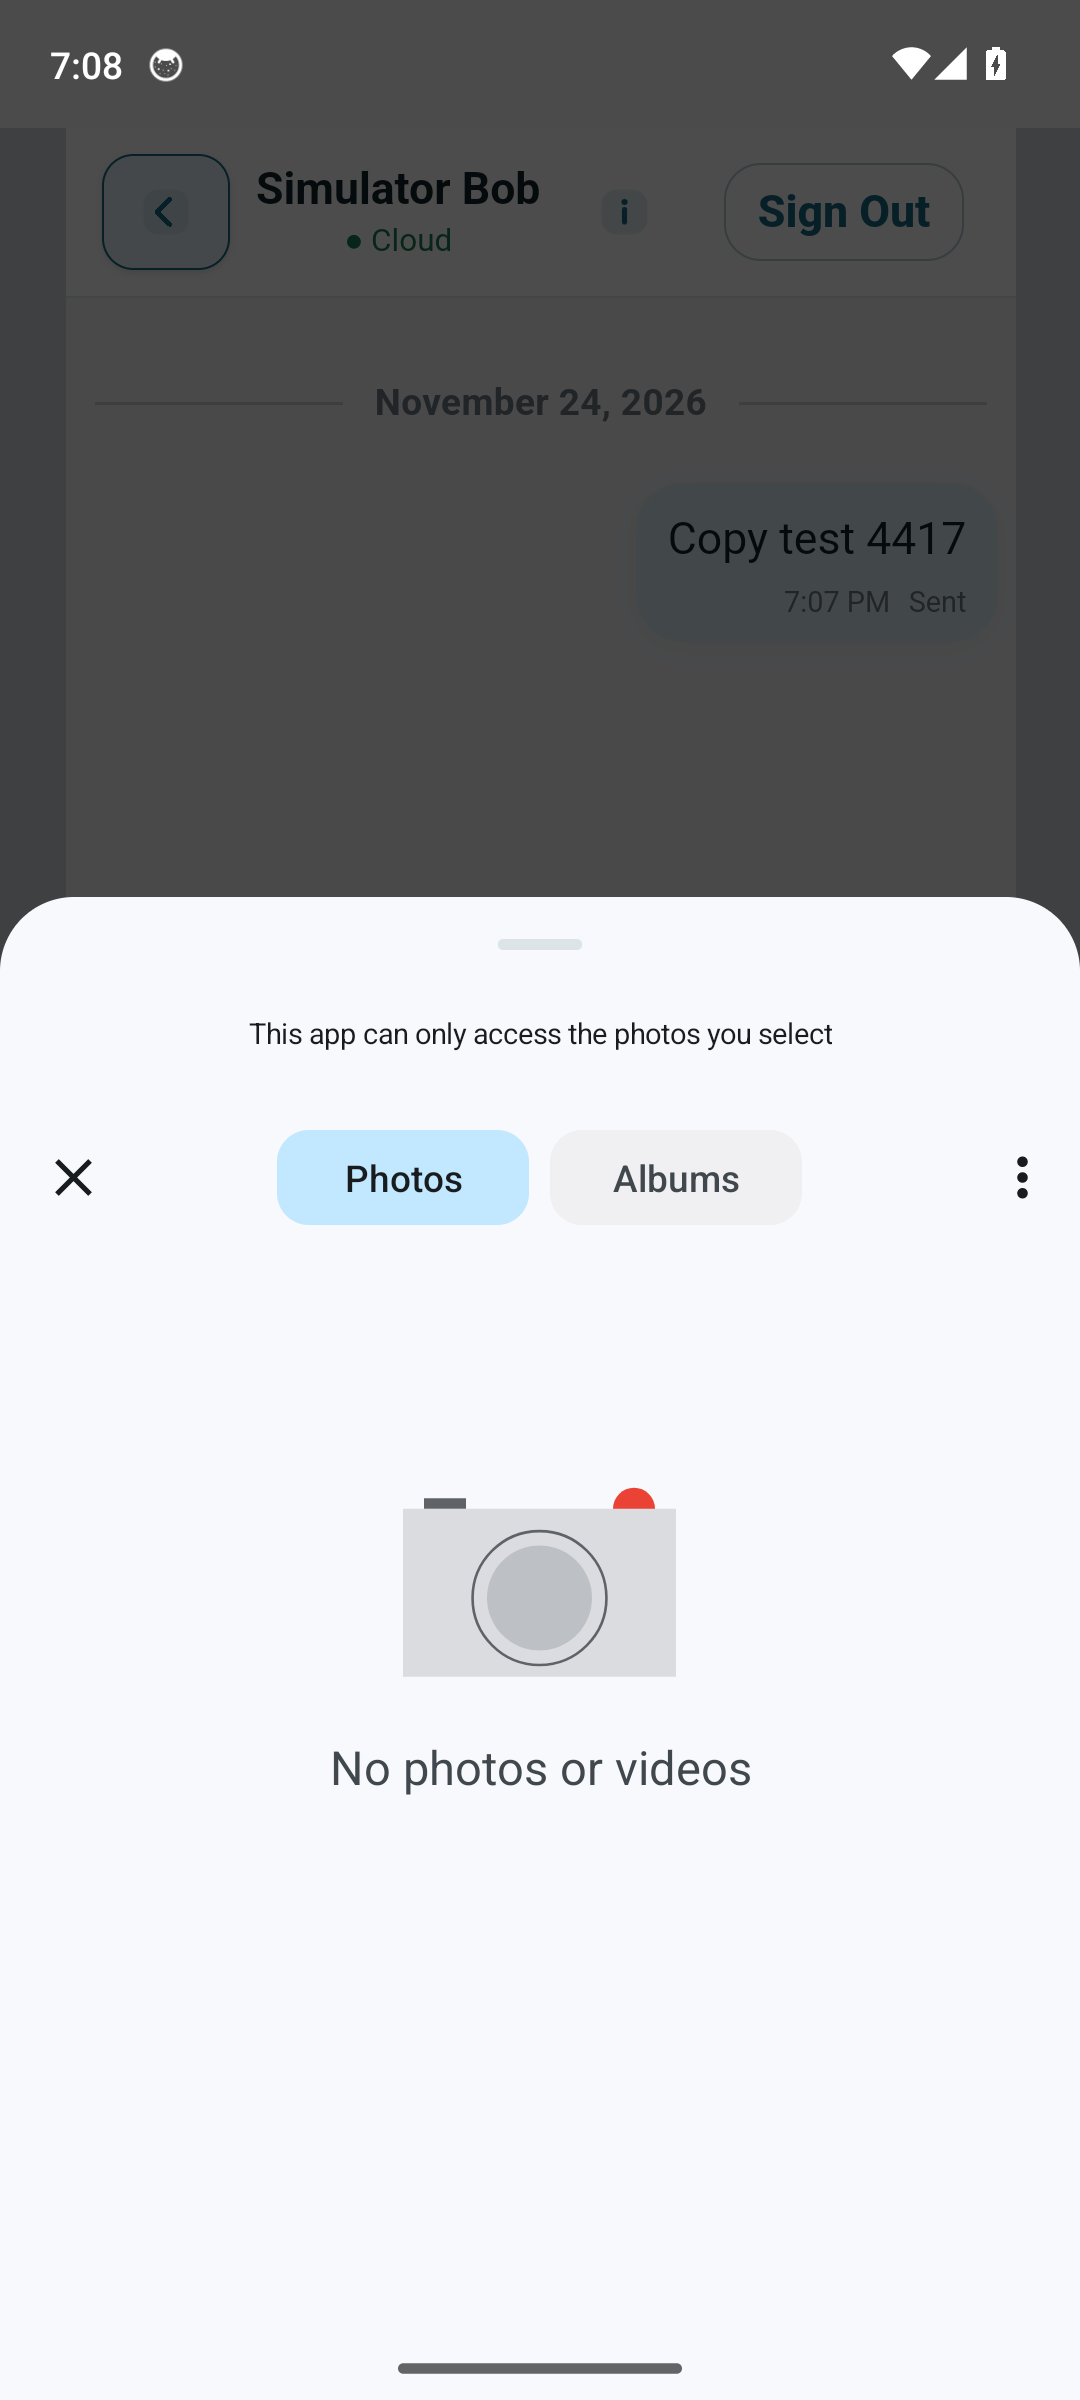 7:08
Simulator Bob
Cloud
Sign Out
November 24, 2026
Copy test 4417
7:07 PM Sent
This app can only access the photos you select
Photos
Albums
No photos or videos